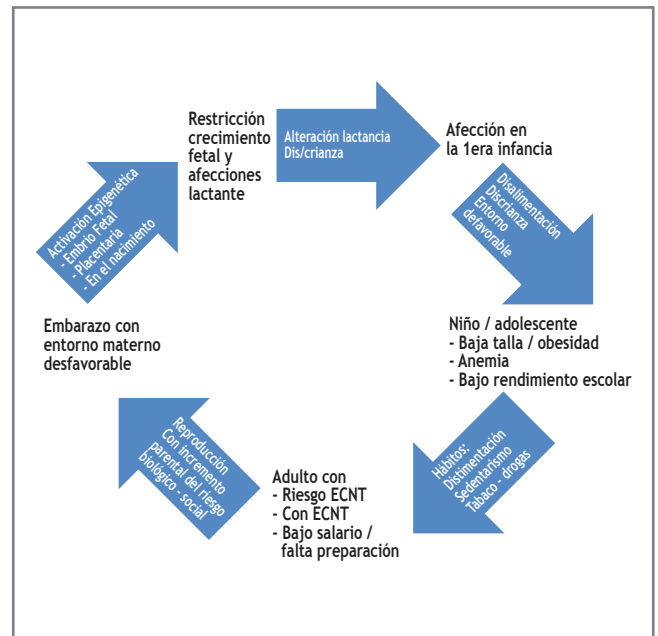 Restricción
crecimiento
fetal y
afecciones
lactante
Alteración lactancia
Dis/crianza
Afección en
la 1era infancia
Disalimentación
Discrianza
Entorno
defavorable
Niño / adolescente
- Baja talla / obesidad
- Anemia
- Bajo rendimiento escolar
Hábitos:
Distimentación
Sedentarismo
Tabaco - drogas
Adulto con
- Riesgo ECNT
- Con ECNT
- Bajo salario /
falta preparación
Reproducción
Con incremento
parental del riesgo
biológico - social
Embarazo con
entorno materno
desfavorable
Activación Epigenética
- Embrio Fetal
- Placentaria
- En el nacimiento